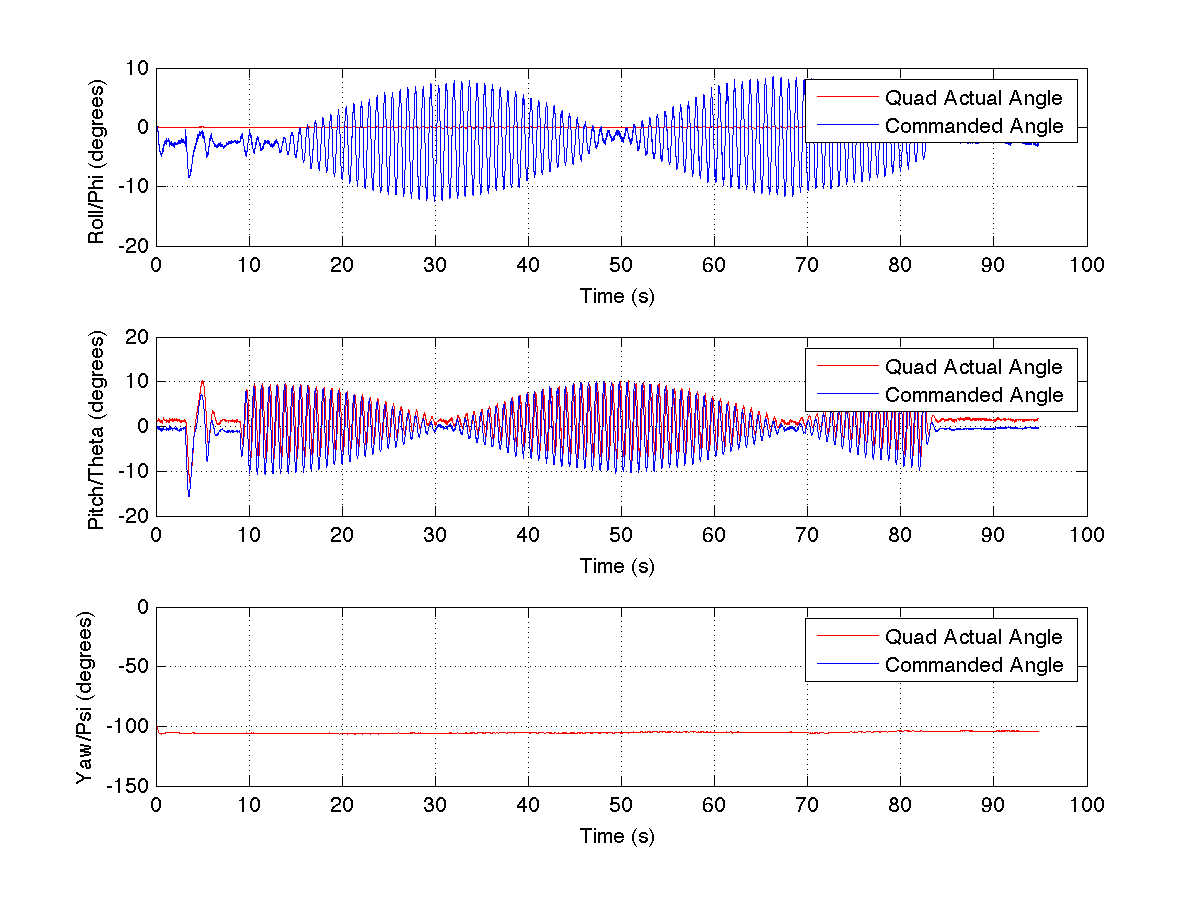 10
0
-10
-20
Roll/Phi (degrees)
Quad Actual Angle
Commanded Angle
0 10 20 30 40 50 60 70 80 90 100
Time (s)
20
10
0
-10
-20
Pitch/Theta (degrees)
Quad Actual Angle
Commanded Angle
0 10 20 30 40 50 60 70 80 90 100
Time (s)
0
-50
-100
-150
Yaw/Psi (degrees)
Quad Actual Angle
Commanded Angle
0 10 20 30 40 50 60 70 80 90 100
Time (s)